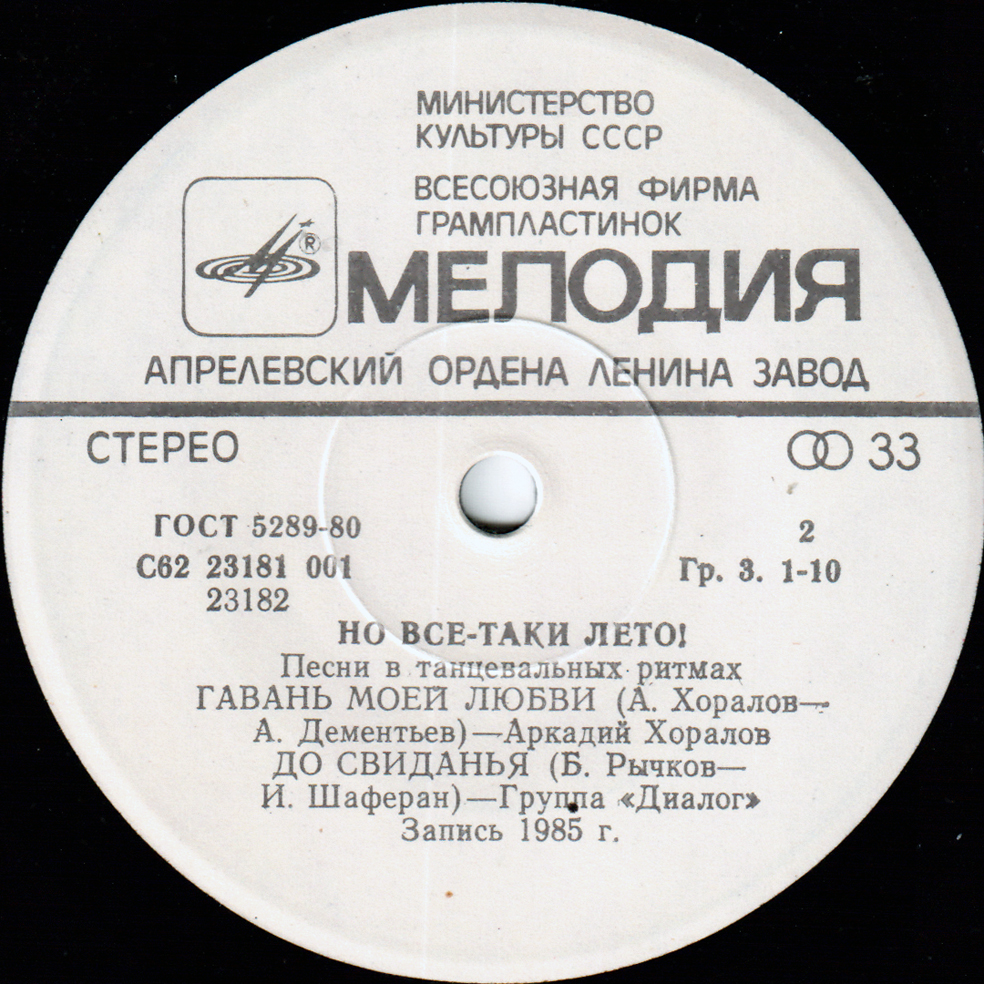 МИНИСТЕРСТВО
КУЛЬТУРЫ СССР
ВСЕСОЮЗНАЯ ФИРМА
ГРАМПЛАСТИНОК
®
МЕЛОДИЯ
АПРЕЛЕВСКИЙ ОРДЕНА ЛЕНИНА ЗАВОД
СТЕРЕО 33
ГОСТ 5289-80 2
С62 23181 001 Гр. 3. 1-10
23182
НО ВСЕ-ТАКИ ЛЕТО!
Песни в танцевальных ритмах
ГАВАНЬ МОЕЙ ЛЮБВИ (А. Хоралов—
А. Дементьев)—Аркадий Хоралов
ДО СВИДАНЬЯ (Б. Рычков—
И. Шаферан)—Группа «Диалог»
Запись 1985 г.